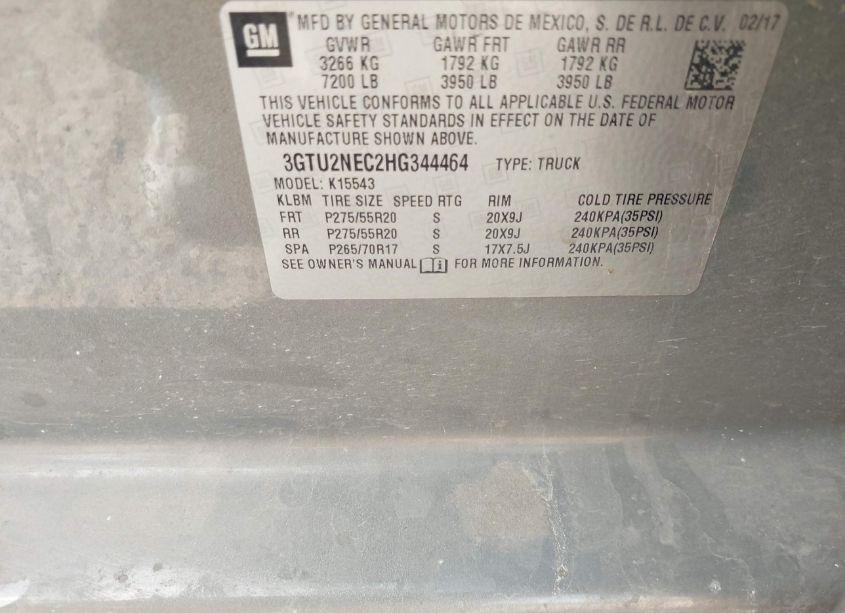 GM MFD BY GENERAL MOTORS DE MEXICO, S. DE R.L. DE C.V. 02/17
GVWR GAWR FRT GAWR RR
3266 KG 1792 KG 1792 KG
7200 LB 3950 LB 3950 LB
THIS VEHICLE CONFORMS TO ALL APPLICABLE U.S. FEDERAL MOTOR
VEHICLE SAFETY STANDARDS IN EFFECT ON THE DATE OF
MANUFACTURE SHOWN ABOVE.
3GTU2NEC2HG344464 TYPE: TRUCK
MODEL: K15543
KLBM TIRE SIZE SPEED RTG RIM COLD TIRE PRESSURE
FRT P275/55R20 S 20X9J 240KPA(35PSI)
RR P275/55R20 S 20X9J 240KPA(35PSI)
SPA P265/70R17 S 17X7.5J 240KPA(35PSI)
SEE OWNER'S MANUAL FOR MORE INFORMATION.